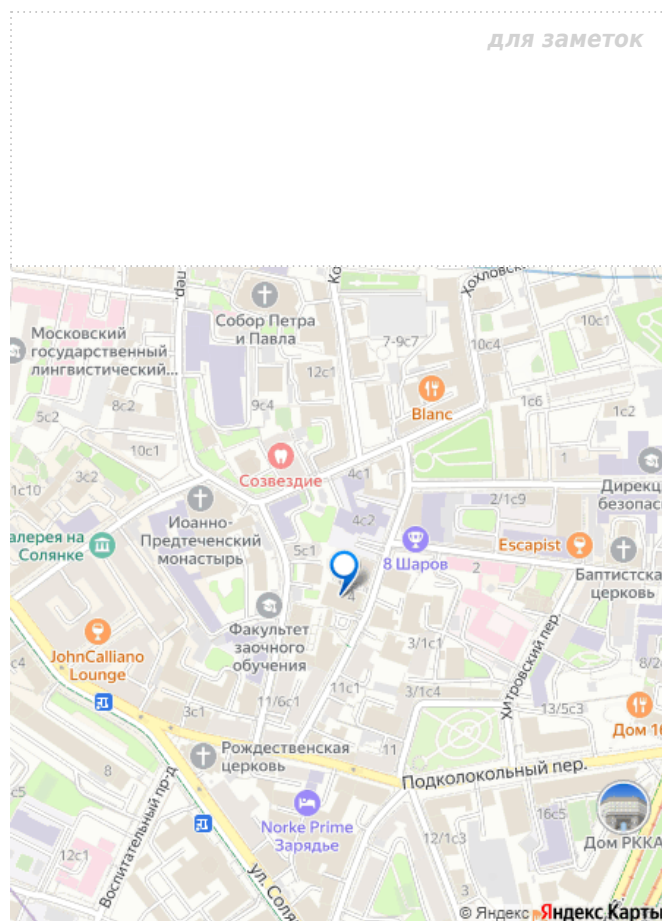 для заметок
пер.
Ко
Хохловс
Собор Петра
и Павла
10с1
Московский
государственный
лингвистический...
7-9с7
10с4
12с1
Blanc
1с6
5с2
8с2
9с4
1с2
10с1
4с1
1
3с2
Созвездие
Дирекц
безопас
1с10
2/1с9
Иоанно-
Предтеченский
монастырь
4с2
алерея на
Солянке
5с1
8 Шаров
Escapist
2
Баптистска
церковь
4
Факультет
заочного
обучения
3/1с1
JohnCalliano
Lounge
Хитровский пер.
8/2
с4
11с1
3/1с4
11/6с1
13/5с3
3с1
Дом 16
Рождественская
церковь
11
8
Подколокольный пер.
Воспитательный пр-д
Norke Prime
Зарядье
16с5
12/1с3
Дом РККА
12с1
ул. Соля
© Яндекс Яндекс Карты